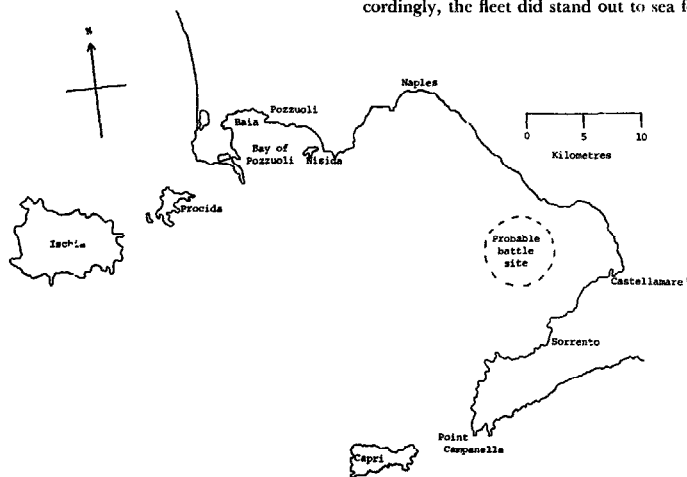 cordingly, the fleet did stand out to sea f
N
Naples
Pozzuoli
Baia
0 5 10
Kilometres
Bay of
Pozzuoli
Nisida
Procida
Ischia
Probable
battle
site
Castellamare
Sorrento
Point
Campanella
Capri